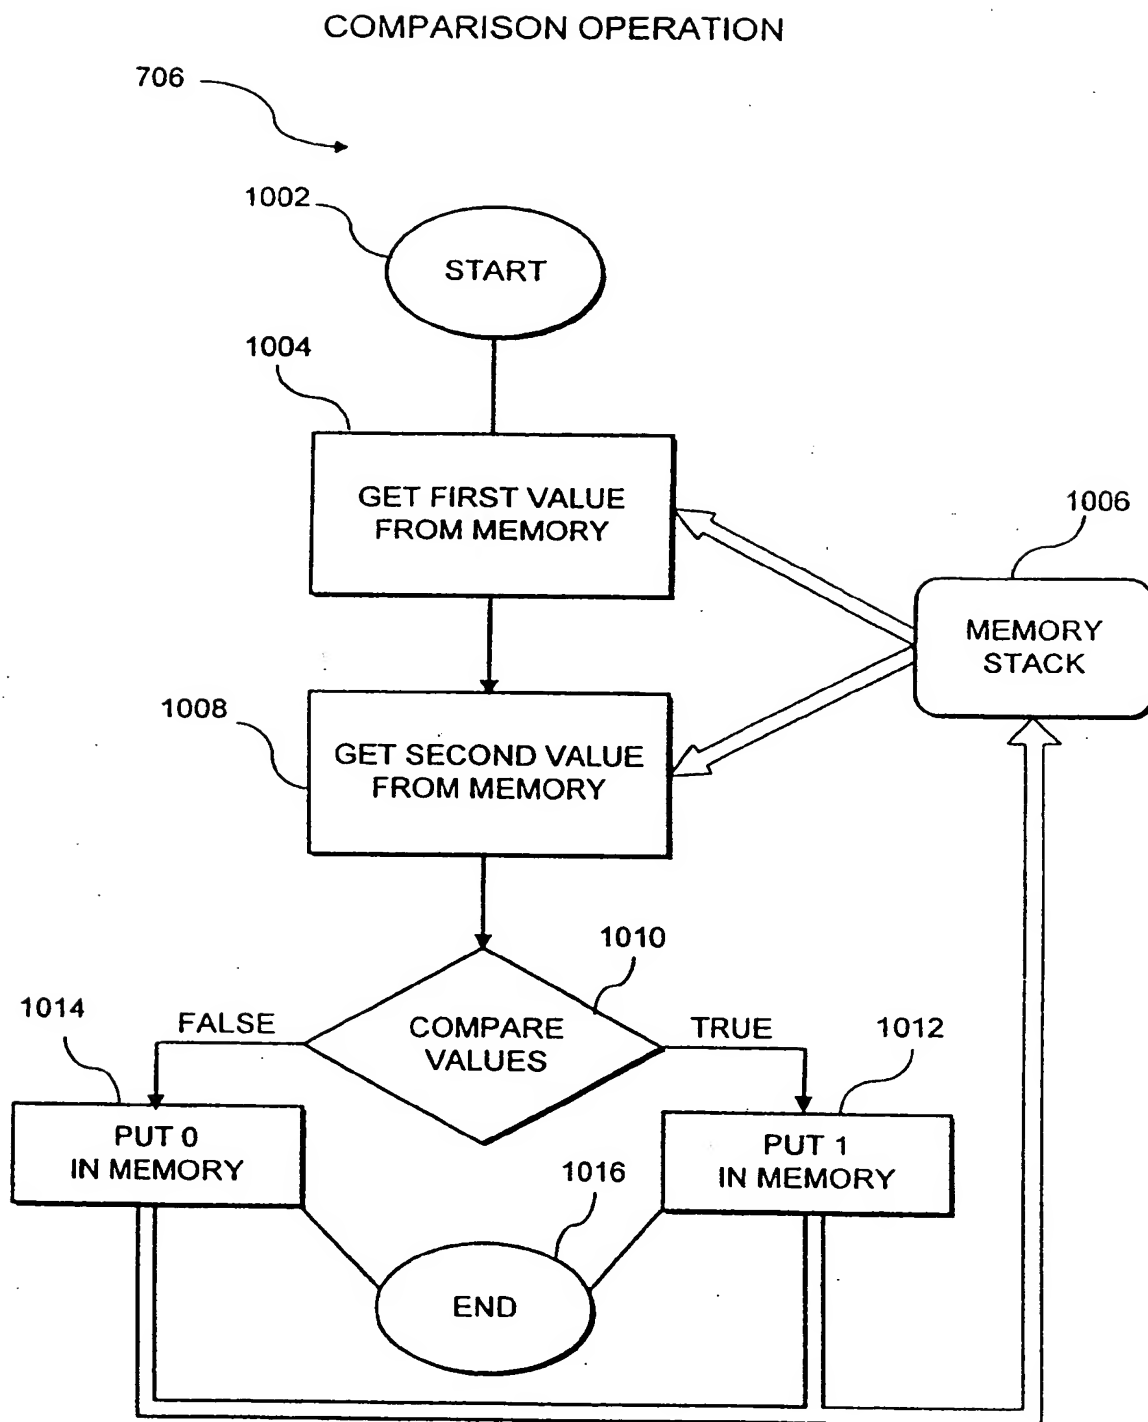 COMPARISON OPERATION
706
1002
START
1004
GET FIRST VALUE
FROM MEMORY
1006
MEMORY
STACK
1008
GET SECOND VALUE
FROM MEMORY
1010
COMPARE
VALUES
FALSE
TRUE
1014
1012
PUT 0
IN MEMORY
PUT 1
IN MEMORY
1016
END